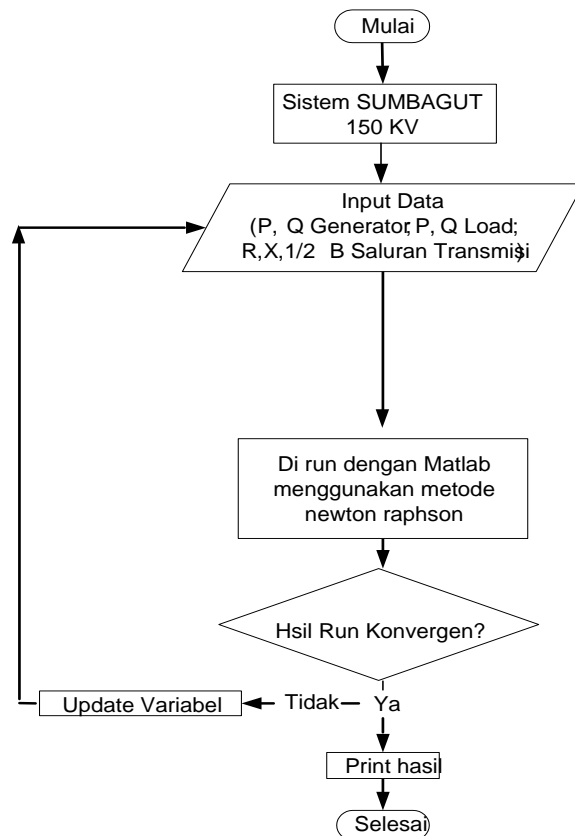 Mulai
Sistem SUMBAGUT
150 KV
Input Data
(P, Q Generator, P, Q Load;
R,X,1/2 B Saluran Transmisi)
Di run dengan Matlab
menggunakan metode
newton raphson
Hsil Run Konvergen?
Update Variabel
Tidak
Ya
Print hasil
Selesai